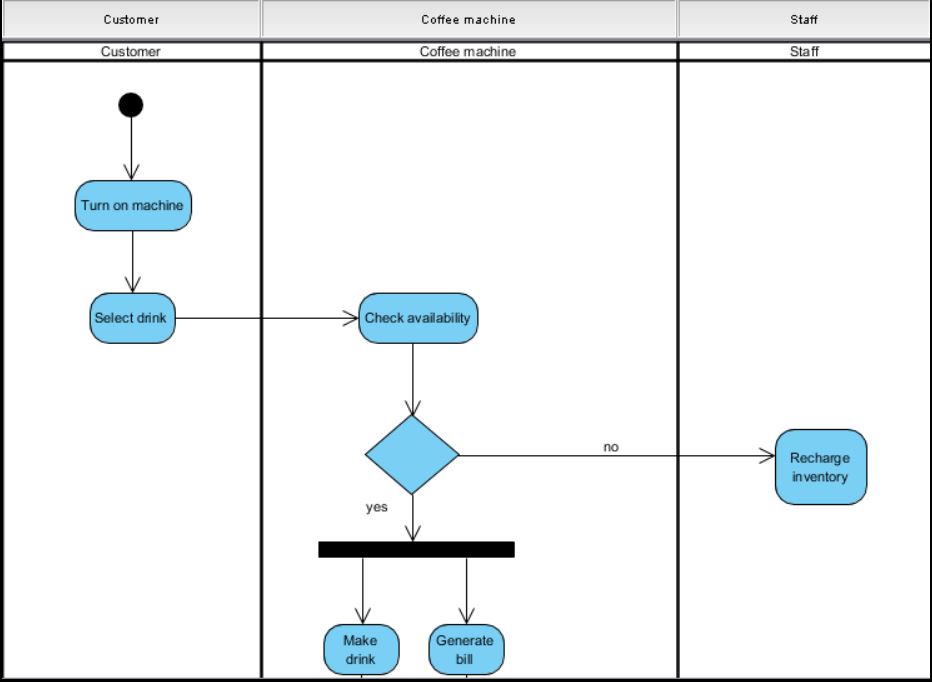 Customer
Coffee machine
Staff
Customer
Coffee machine
Staff
Turn on machine
Select drink
Check availability
no
Recharge
inventory
yes
Make
drink
Generate
bill